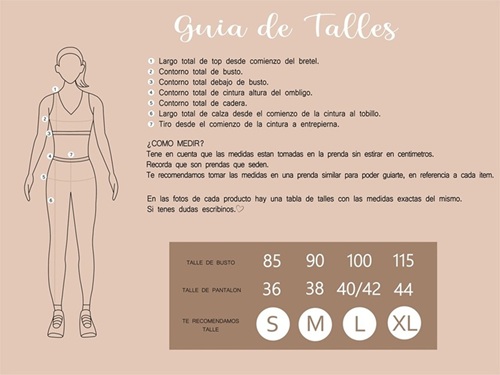 Guia de Talles
1 Largo total de top desde comienzo del bretel.
2 Contorno total de busto.
3 Contorno total debajo de busto.
4 Contorno total de cintura altura del ombligo.
5 Contorno total de cadera.
6 Largo total de calza desde el comienzo de la cintura al tobillo.
7 Tiro desde el comienzo de la cintura a entrepierna.
¿COMO MEDIR?
Tene en cuenta que las medidas estan tomadas en la prenda sin estirar en centimetros.
Recorda que son prendas que seden.
Te recomendamos tomar las medidas en una prenda similar para poder guiarte, en referencia a cada item.
En las fotos de cada producto hay una tabla de talles con las medidas exactas del mismo.
Si tenes dudas escribinos.♡
1
2
3
4
7
5
6
TALLE DE BUSTO 85 90 100 115
TALLE DE PANTALON 36 38 40/42 44
TE RECOMENDAMOS
TALLE S M L XL